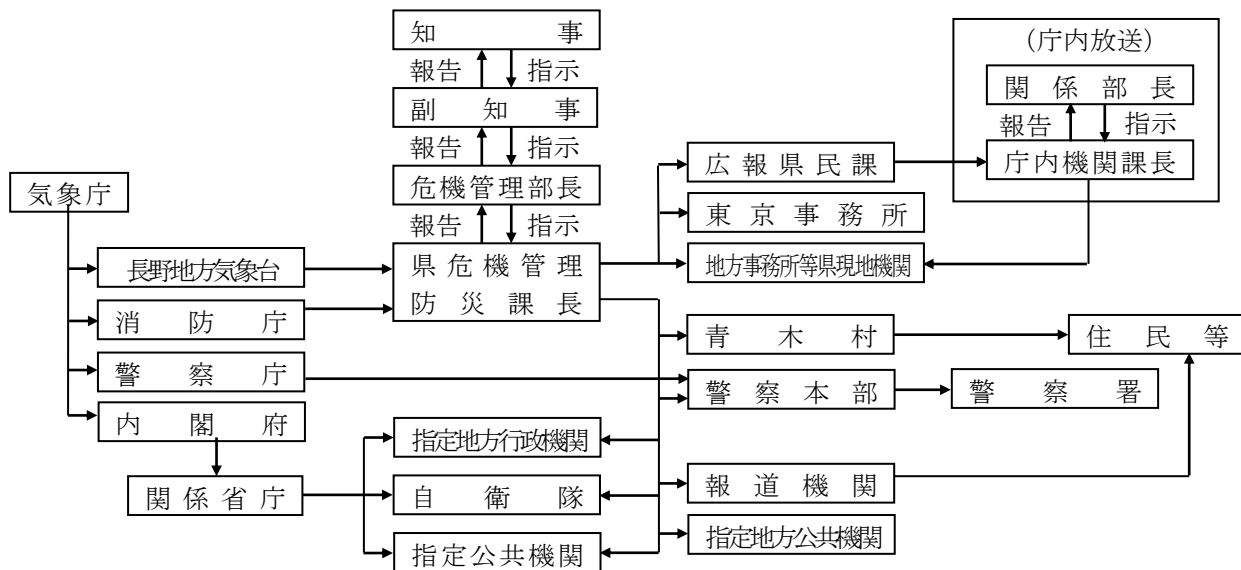 知事
報告 指示
副知事
報告 指示
危機管理部長
報告 指示
県危機管理
防災課長
(庁内放送)
関係部長
報告 指示
庁内機関課長
広報県民課
東京事務所
地方事務所等県現地機関
気象庁
長野地方気象台
消防庁
警察庁
内閣府
関係省庁
指定地方行政機関
自衛隊
指定公共機関
青木村
住民等
警察本部
警察署
報道機関
指定地方公共機関